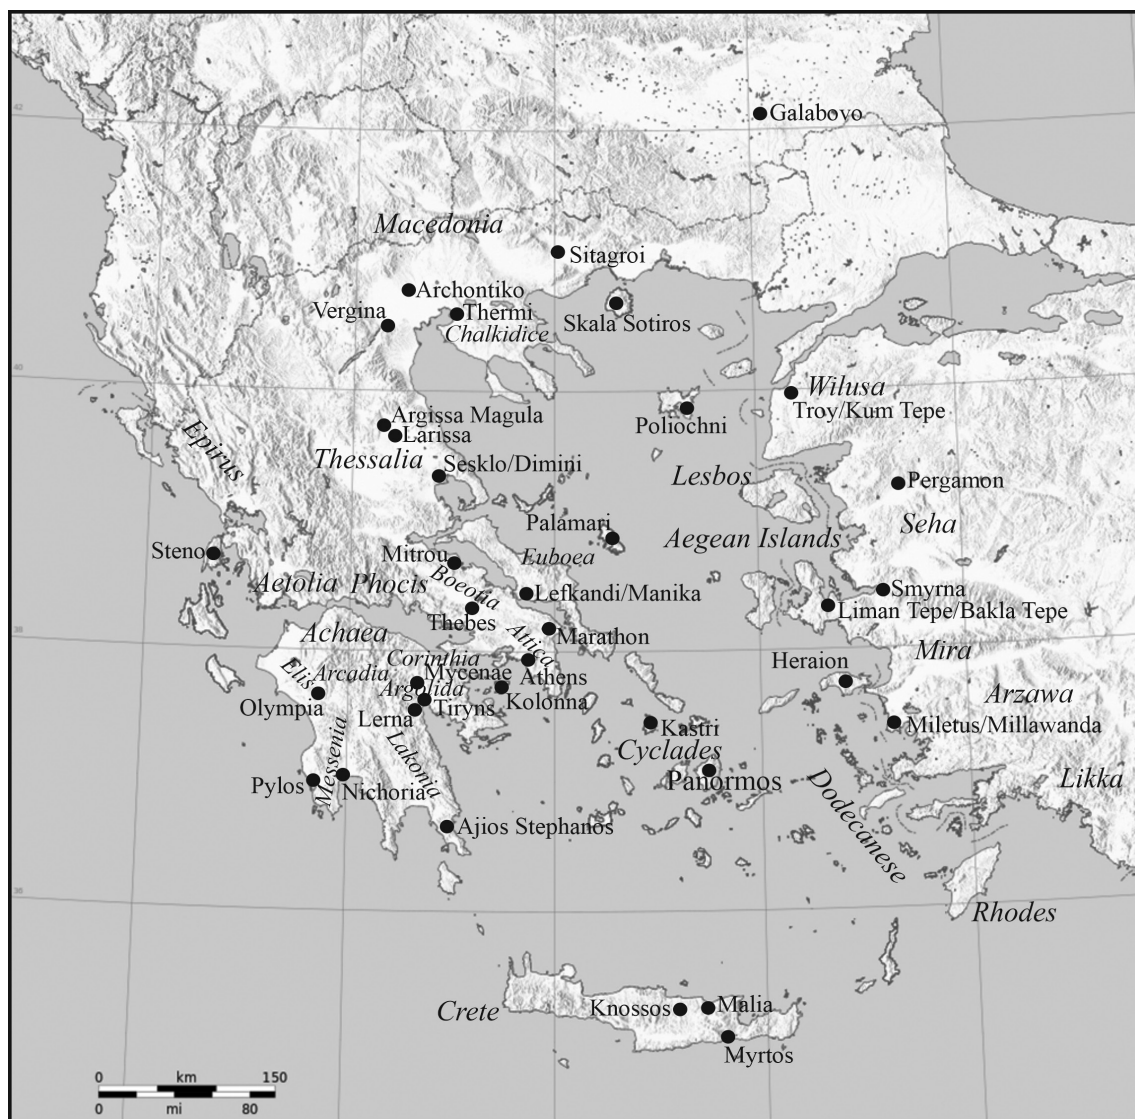 42
Galabovo
Macedonia
Sitagroi
Archontiko
Vergina
Thermi
Skala Sotiros
Chalkidice
40
Wilusa
Troy/Kum Tepe
Poliochni
Argissa Magula
Larissa
Epirus
Thessalia
Sesklo/Dimini
Lesbos
Pergamon
Palamari
Seha
Aegean Islands
Steno
Mitrou
Euboea
Aetolia
Phocis
Boeotia
Lefkandi/Manika
Smyrna
Liman Tepe/Bakla Tepe
Thebes
Achaea
Attica
Marathon
38
Corinthia
Mira
Heraion
Elis
Arcadia
Mycenae
Athens
Argolida
Kolonna
Arzawa
Olympia
Tiryns
Lerna
Miletus/Millawanda
Kastri
Messenia
Lakonia
Cyclades
Panormos
Pylos
Nichoria
Dodecanese
Likka
Ajios Stephanos
36
Rhodes
Crete
Knossos
Malia
Myrtos
0 km 150
0 mi 80